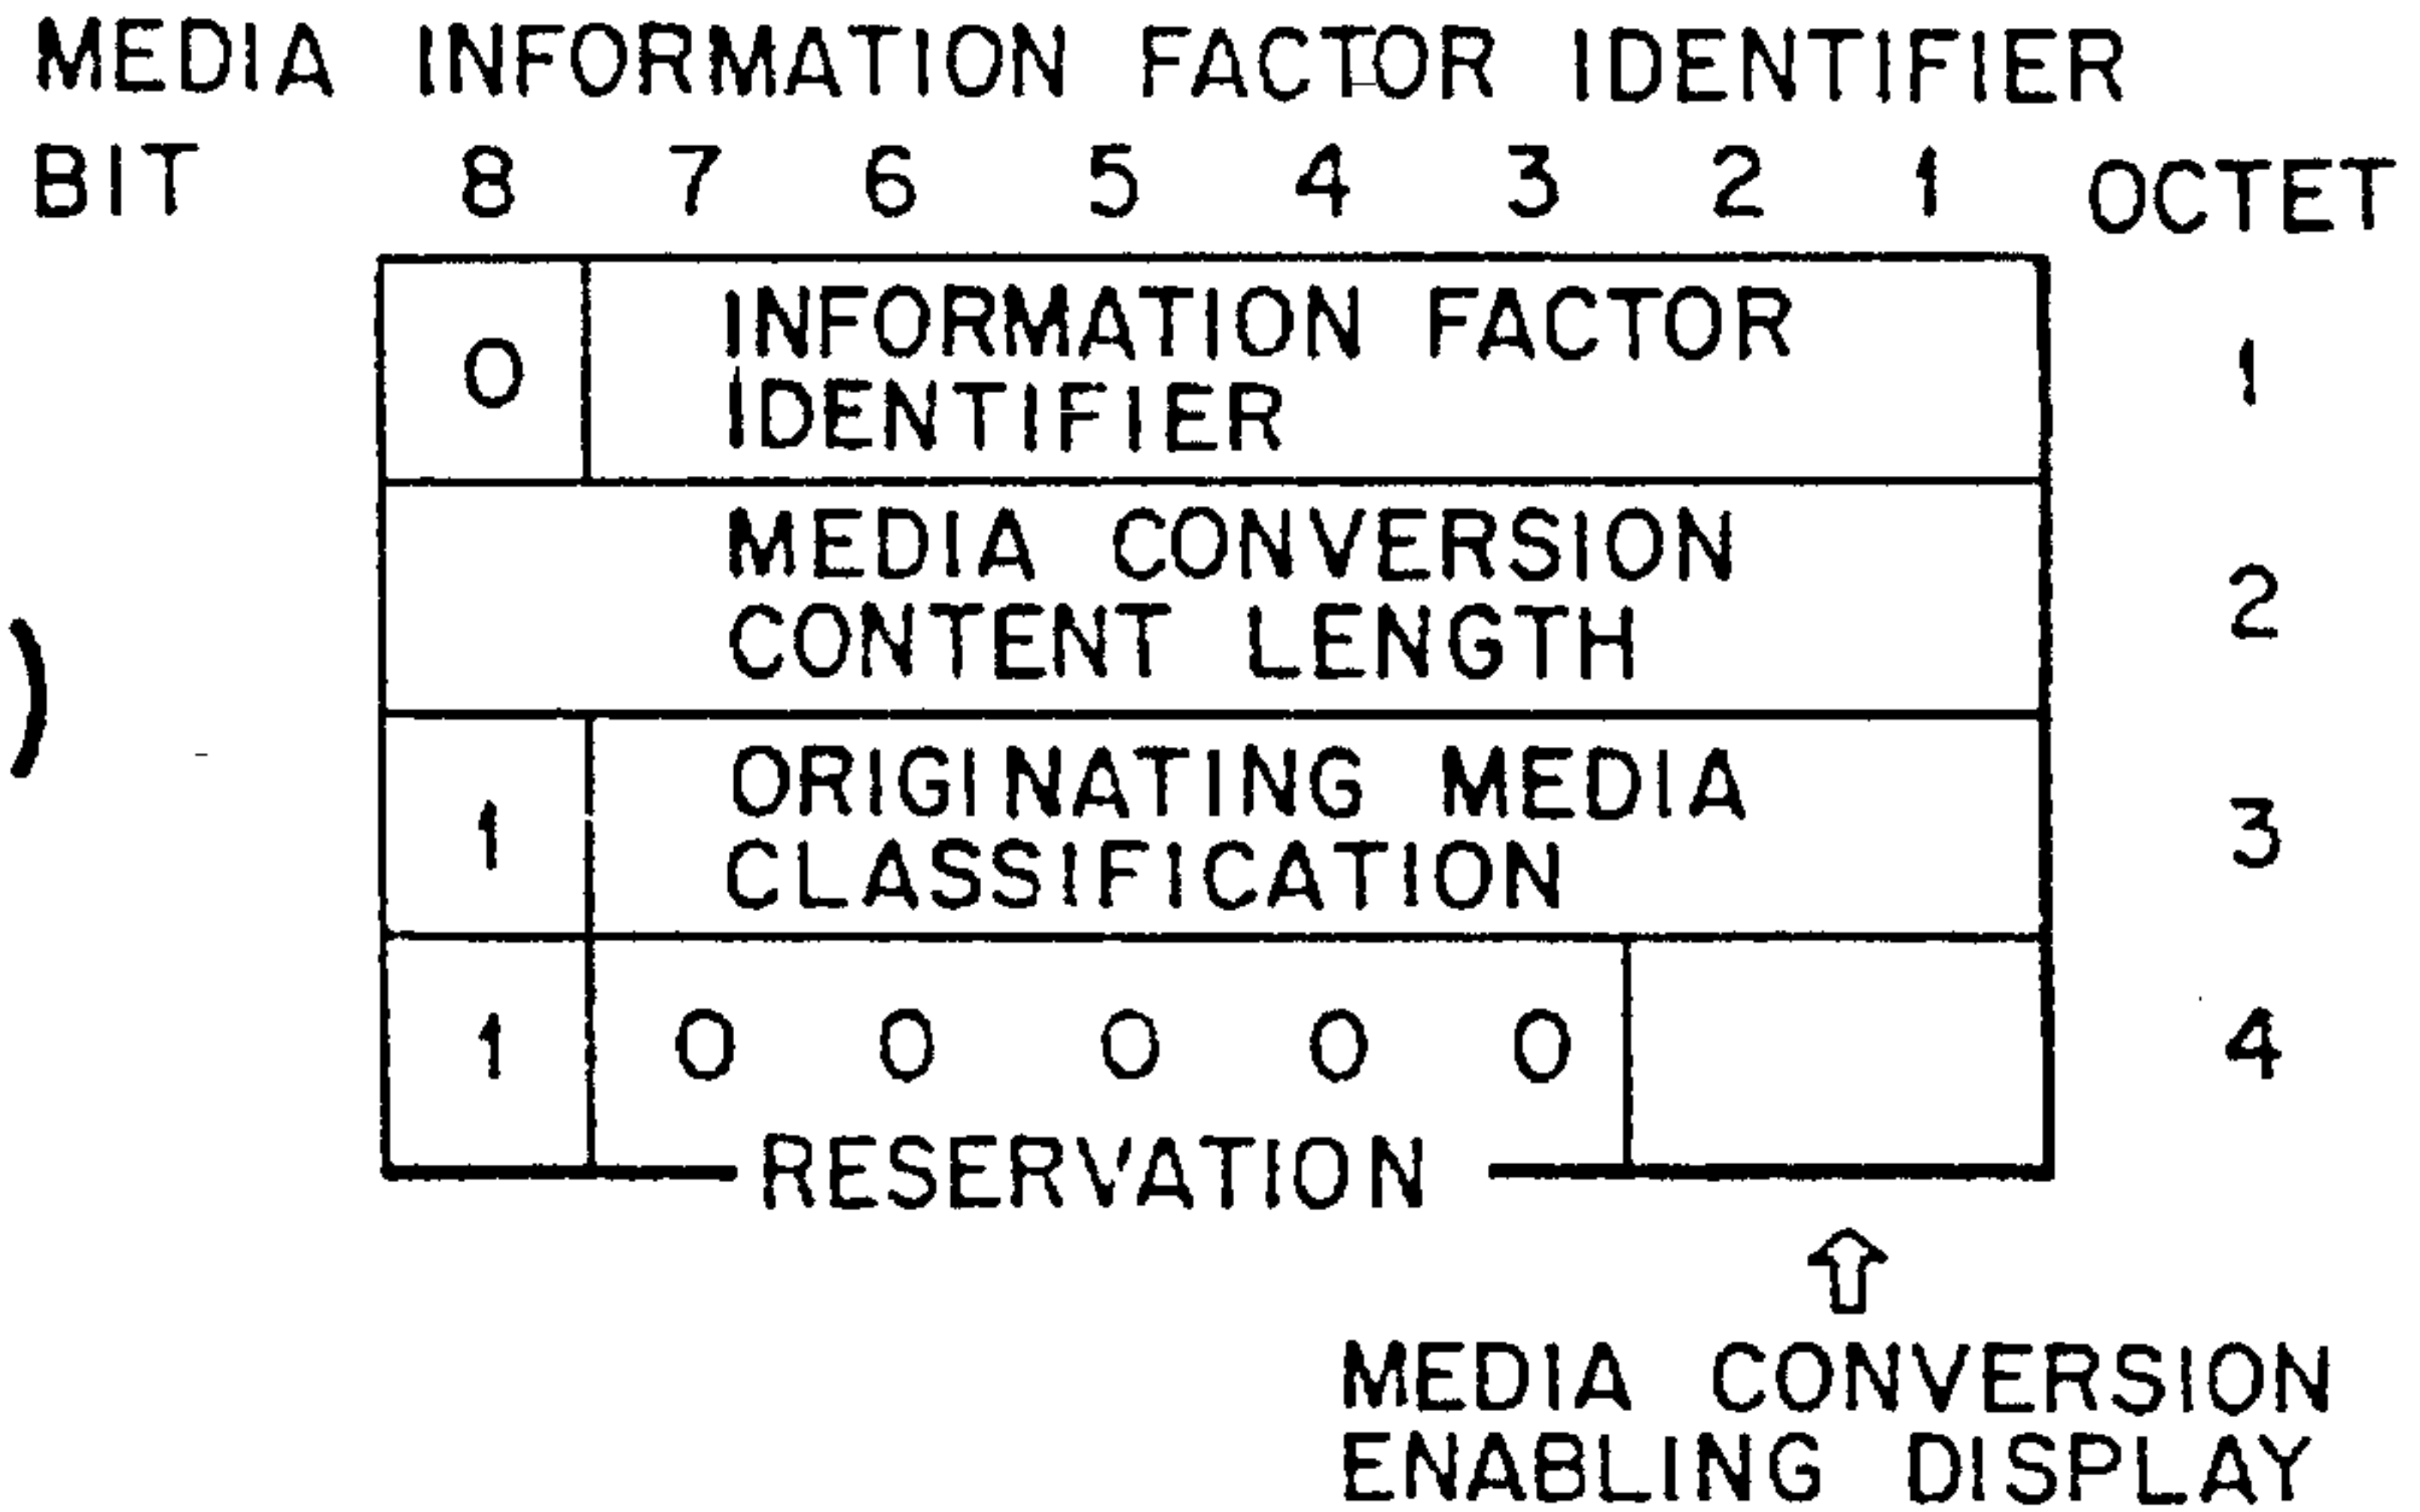 MEDIA INFORMATION FACTOR IDENTIFIER
BIT 8 7 6 5 4 3 2 1 OCTET
0 INFORMATION FACTOR 1
IDENTIFIER
MEDIA CONVERSION 2
CONTENT LENGTH
)
1 ORIGINATING MEDIA 3
CLASSIFICATION
1 0 0 0 0 0 4
RESERVATION
MEDIA CONVERSION
ENABLING DISPLAY